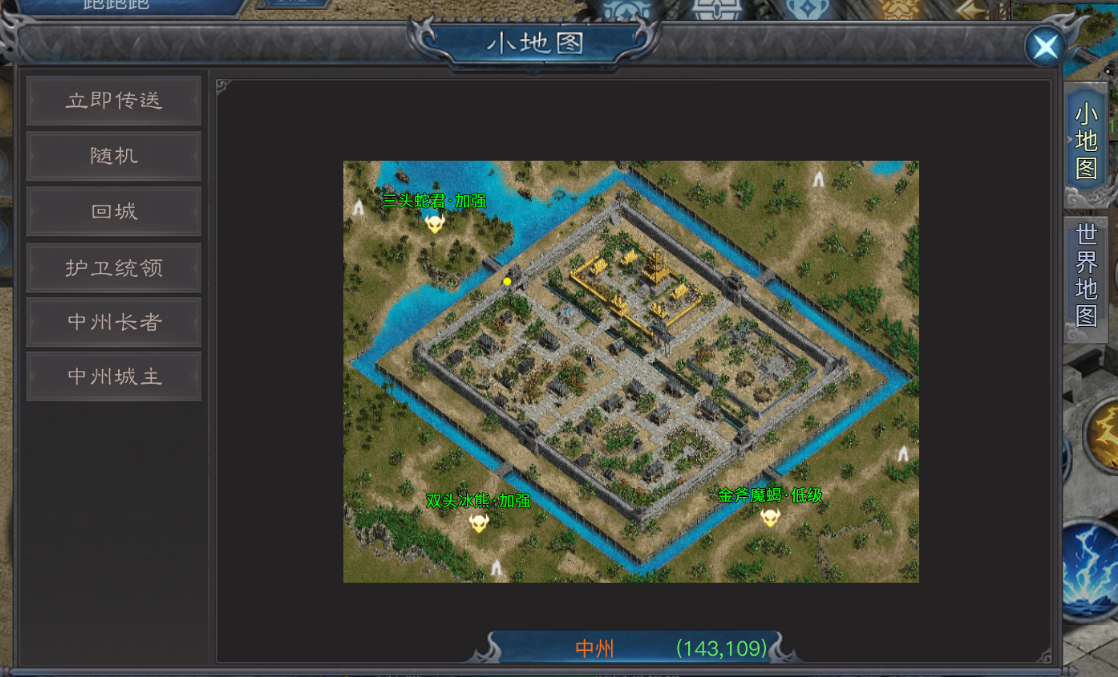 跑跑跑
小地图
立即传送
随机
回城
护卫统领
中州长者
中州城主
三头蛇君·加强
双头冰熊·加强
金斧魔蝎·低级
小地图
世界地图
中州 (143,109)